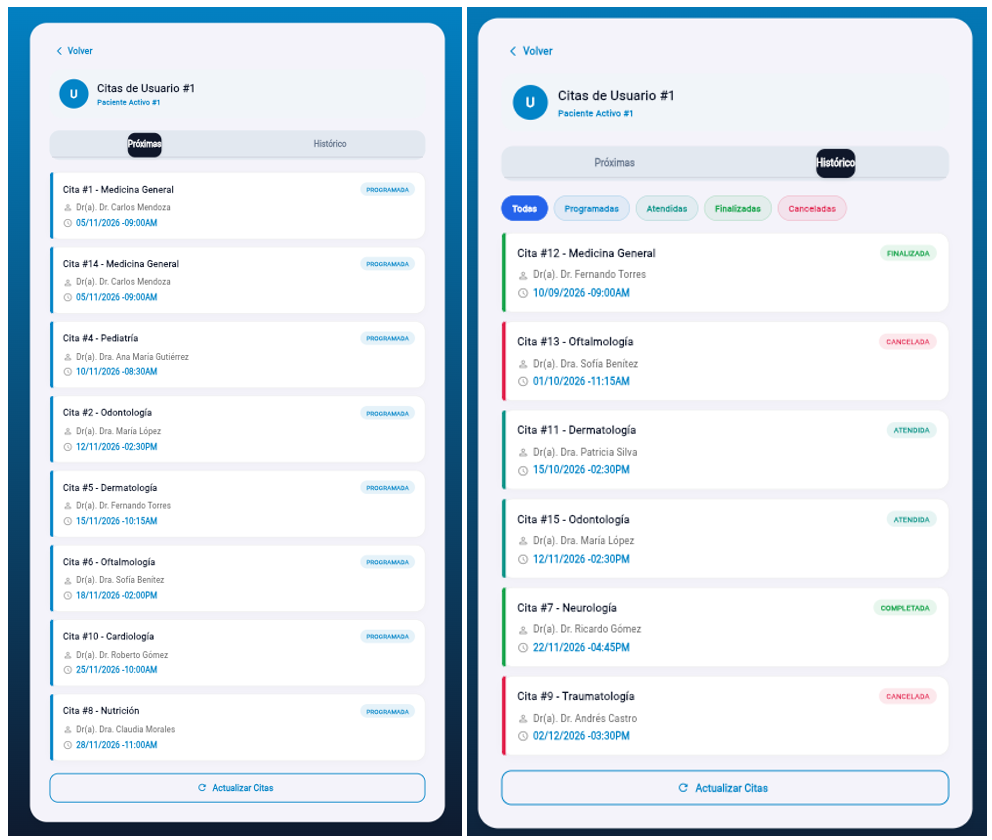 Volver
U
Citas de Usuario #1
Paciente Activo #1
Próximas
Histórico
Cita #1 - Medicina General
PROGRAMADA
Dr(a). Dr. Carlos Mendoza
05/11/2026 -09:00AM
Cita #14 - Medicina General
PROGRAMADA
Dr(a). Dr. Carlos Mendoza
05/11/2026 -09:00AM
Cita #4 - Pediatría
PROGRAMADA
Dr(a). Dra. Ana María Gutiérrez
10/11/2026 -08:30AM
Cita #2 - Odontología
PROGRAMADA
Dr(a). Dra. María López
12/11/2026 -02:30PM
Cita #5 - Dermatología
PROGRAMADA
Dr(a). Dr. Fernando Torres
15/11/2026 -10:15AM
Cita #6 - Oftalmología
PROGRAMADA
Dr(a). Dra. Sofía Benítez
18/11/2026 -02:00PM
Cita #10 - Cardiología
PROGRAMADA
Dr(a). Dr. Roberto Gómez
25/11/2026 -10:00AM
Cita #8 - Nutrición
PROGRAMADA
Dr(a). Dra. Claudia Morales
28/11/2026 -11:00AM
Actualizar Citas
Volver
U
Citas de Usuario #1
Paciente Activo #1
Próximas
Histórico
Todas
Programadas
Atendidas
Finalizadas
Canceladas
Cita #12 - Medicina General
FINALIZADA
Dr(a). Dr. Fernando Torres
10/09/2026 -09:00AM
Cita #13 - Oftalmología
CANCELADA
Dr(a). Dra. Sofía Benítez
01/10/2026 -11:15AM
Cita #11 - Dermatología
ATENDIDA
Dr(a). Dra. Patricia Silva
15/10/2026 -02:30PM
Cita #15 - Odontología
ATENDIDA
Dr(a). Dra. María López
12/11/2026 -02:30PM
Cita #7 - Neurología
COMPLETADA
Dr(a). Dr. Ricardo Gómez
22/11/2026 -04:45PM
Cita #9 - Traumatología
CANCELADA
Dr(a). Dr. Andrés Castro
02/12/2026 -03:30PM
Actualizar Citas